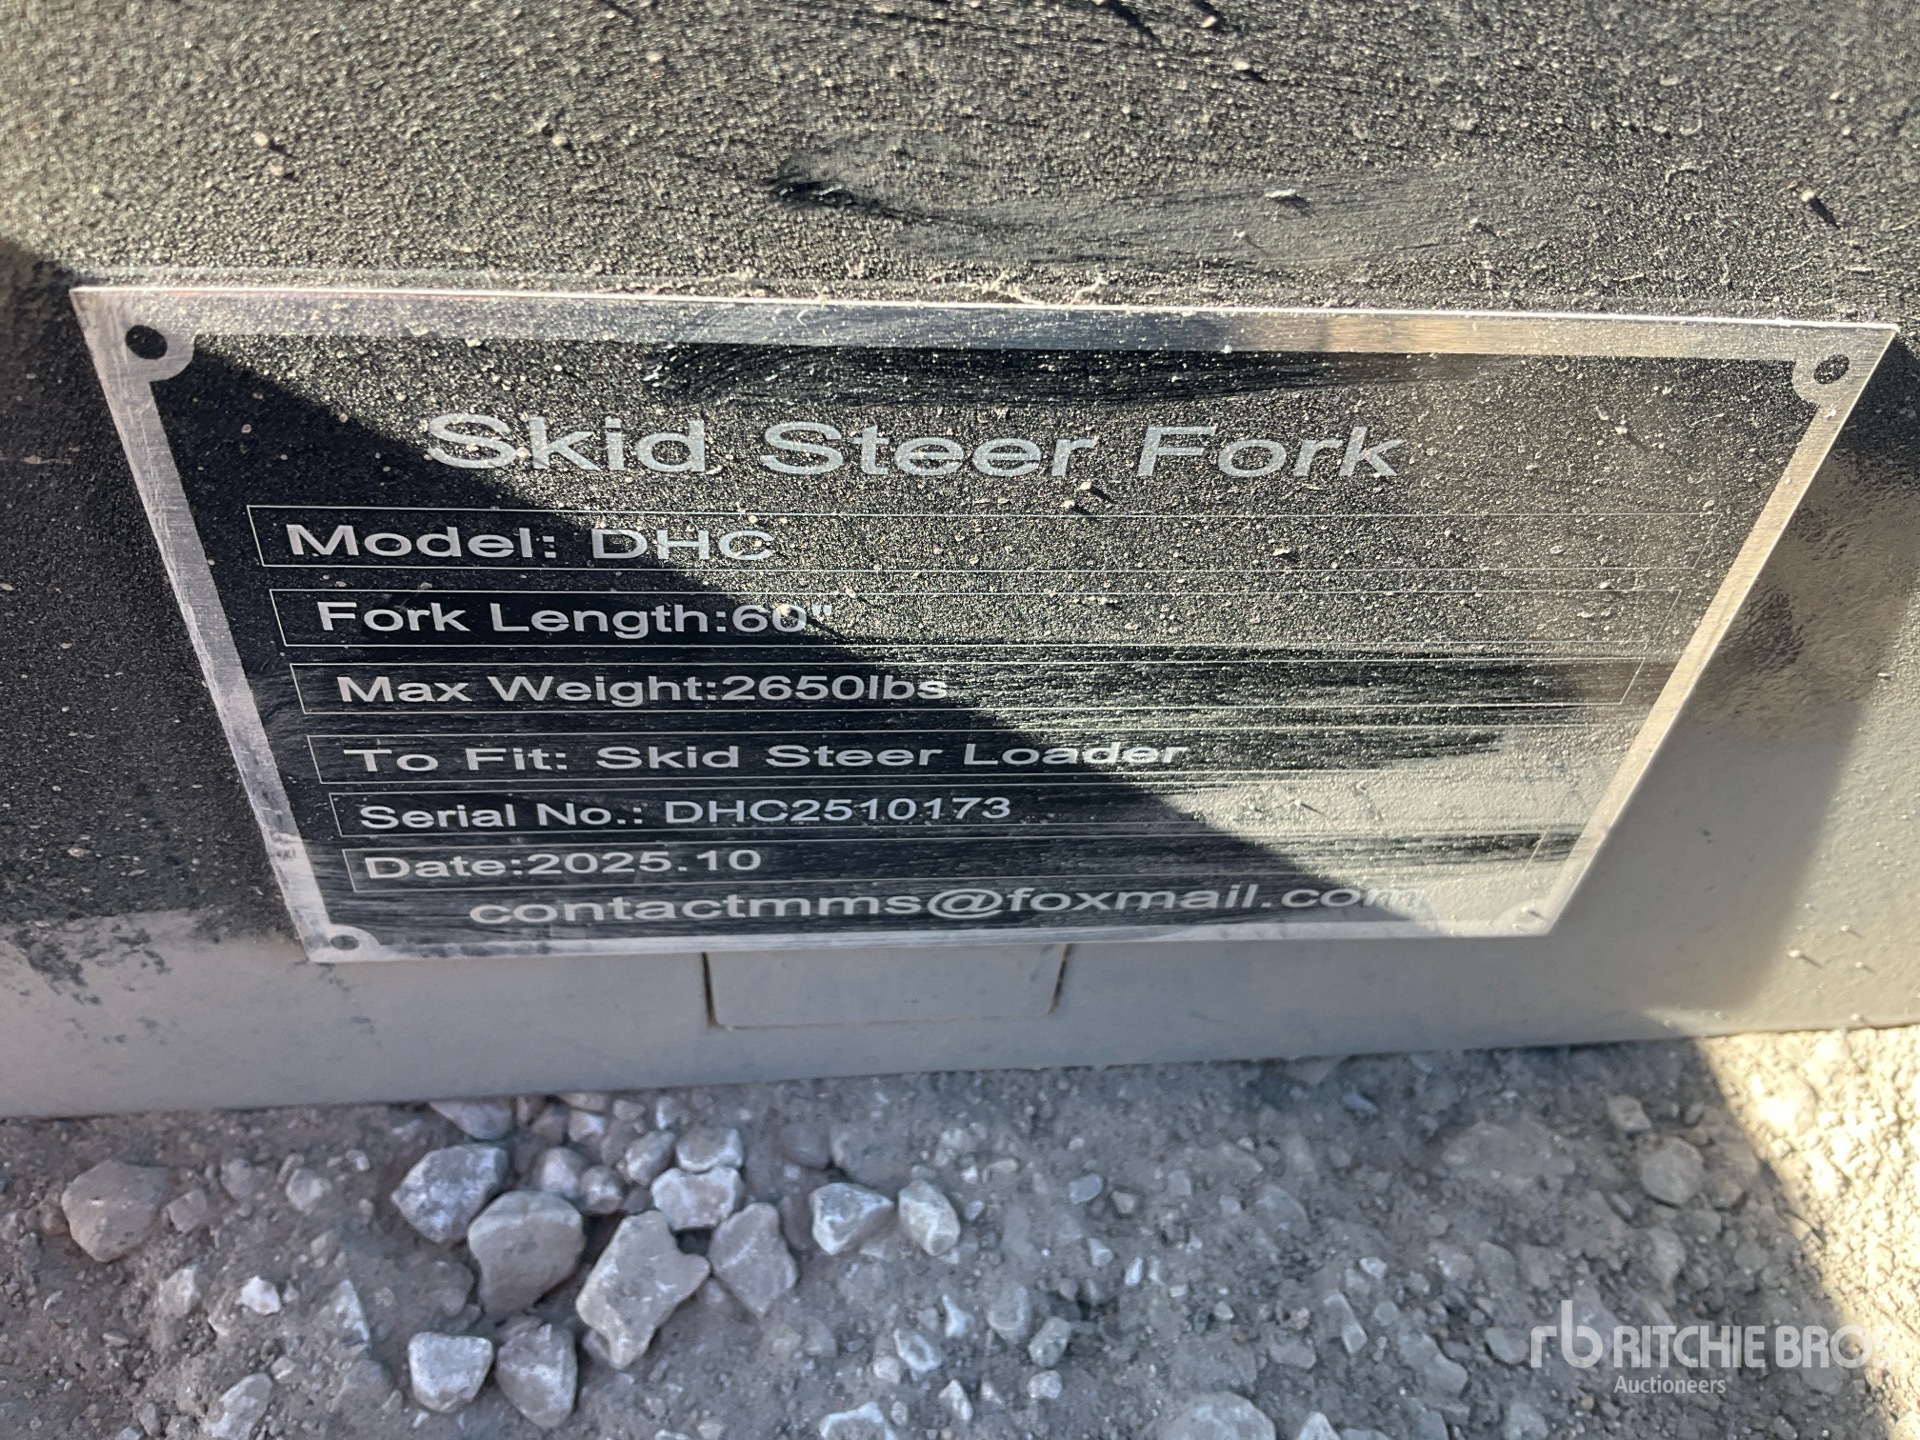 Skid Steer Fork
Model: DHC
Fork Length:60"
Max Weight:2650lbs
To Fit: Skid Steer Loader
Serial No.: DHC2510173
Date:2025.10
contactmms@foxmail.com
rb RITCHIE BROS
Auctioneers